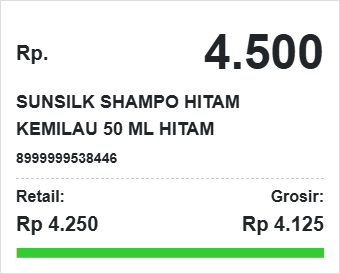 Rp. 4.500
SUNSILK SHAMPO HITAM
KEMILAU 50 ML HITAM
8999999538446
Retail: Grosir:
Rp 4.250 Rp 4.125